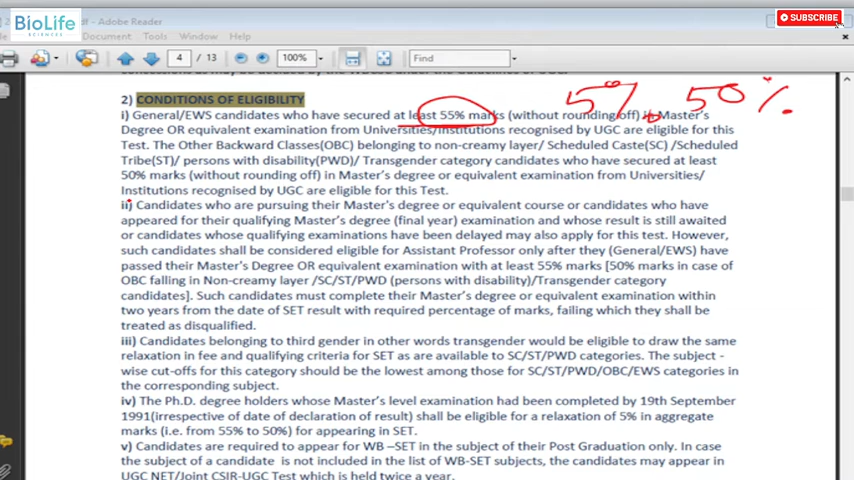 BioLife
SCIENCES
2
.pdf - Adobe Reader
SUBSCRIBE
Document Tools Window Help
4 / 13 100% Find
2) CONDITIONS OF ELIGIBILITY
5% 50%
i) General/EWS candidates who have secured at least 55% marks (without rounding off) in Master's
Degree OR equivalent examination from Universities/Institutions recognised by UGC are eligible for this
Test. The Other Backward Classes(OBC) belonging to non-creamy layer/ Scheduled Caste(SC) /Scheduled
Tribe(ST) / persons with disability(PWD) / Transgender category candidates who have secured at least
50% marks (without rounding off) in Master's degree or equivalent examination from Universities/
Institutions recognised by UGC are eligible for this Test.
ii) Candidates who are pursuing their Master's degree or equivalent course or candidates who have
appeared for their qualifying Master's degree (final year) examination and whose result is still awaited
or candidates whose qualifying examinations have been delayed may also apply for this test. However,
such candidates shall be considered eligible for Assistant Professor only after they (General/EWS) have
passed their Master's Degree OR equivalent examination with at least 55% marks [50% marks in case of
OBC falling in Non-creamy layer /SC/ST/PWD (persons with disability)/Transgender category
candidates]. Such candidates must complete their Master's degree or equivalent examination within
two years from the date of SET result with required percentage of marks, failing which they shall be
treated as disqualified.
iii) Candidates belonging to third gender in other words transgender would be eligible to draw the same
relaxation in fee and qualifying criteria for SET as are available to SC/ST/PWD categories. The subject -
wise cut-offs for this category should be the lowest among those for SC/ST/PWD/OBC/EWS categories in
the corresponding subject.
iv) The Ph.D. degree holders whose Master's level examination had been completed by 19th September
1991(irrespective of date of declaration of result) shall be eligible for a relaxation of 5% in aggregate
marks (i.e. from 55% to 50%) for appearing in SET.
v) Candidates are required to appear for WB –SET in the subject of their Post Graduation only. In case
the subject of a candidate is not included in the list of WB-SET subjects, the candidates may appear in
UGC NET/Joint CSIR-UGC Test which is held twice a year.